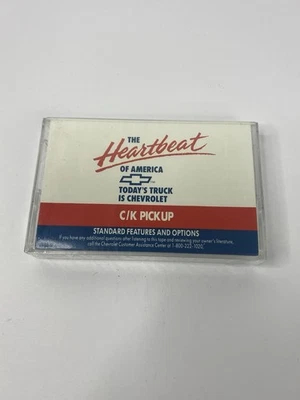 THE
Heartbeat
OF AMERICA
TODAY'S TRUCK
IS CHEVROLET
C/K PICKUP
STANDARD FEATURES AND OPTIONS
If you have any additional questions after listening to this tape and reviewing your owner's literature,
call the Chevrolet Customer Assistance Center at 1-800-222-1020.